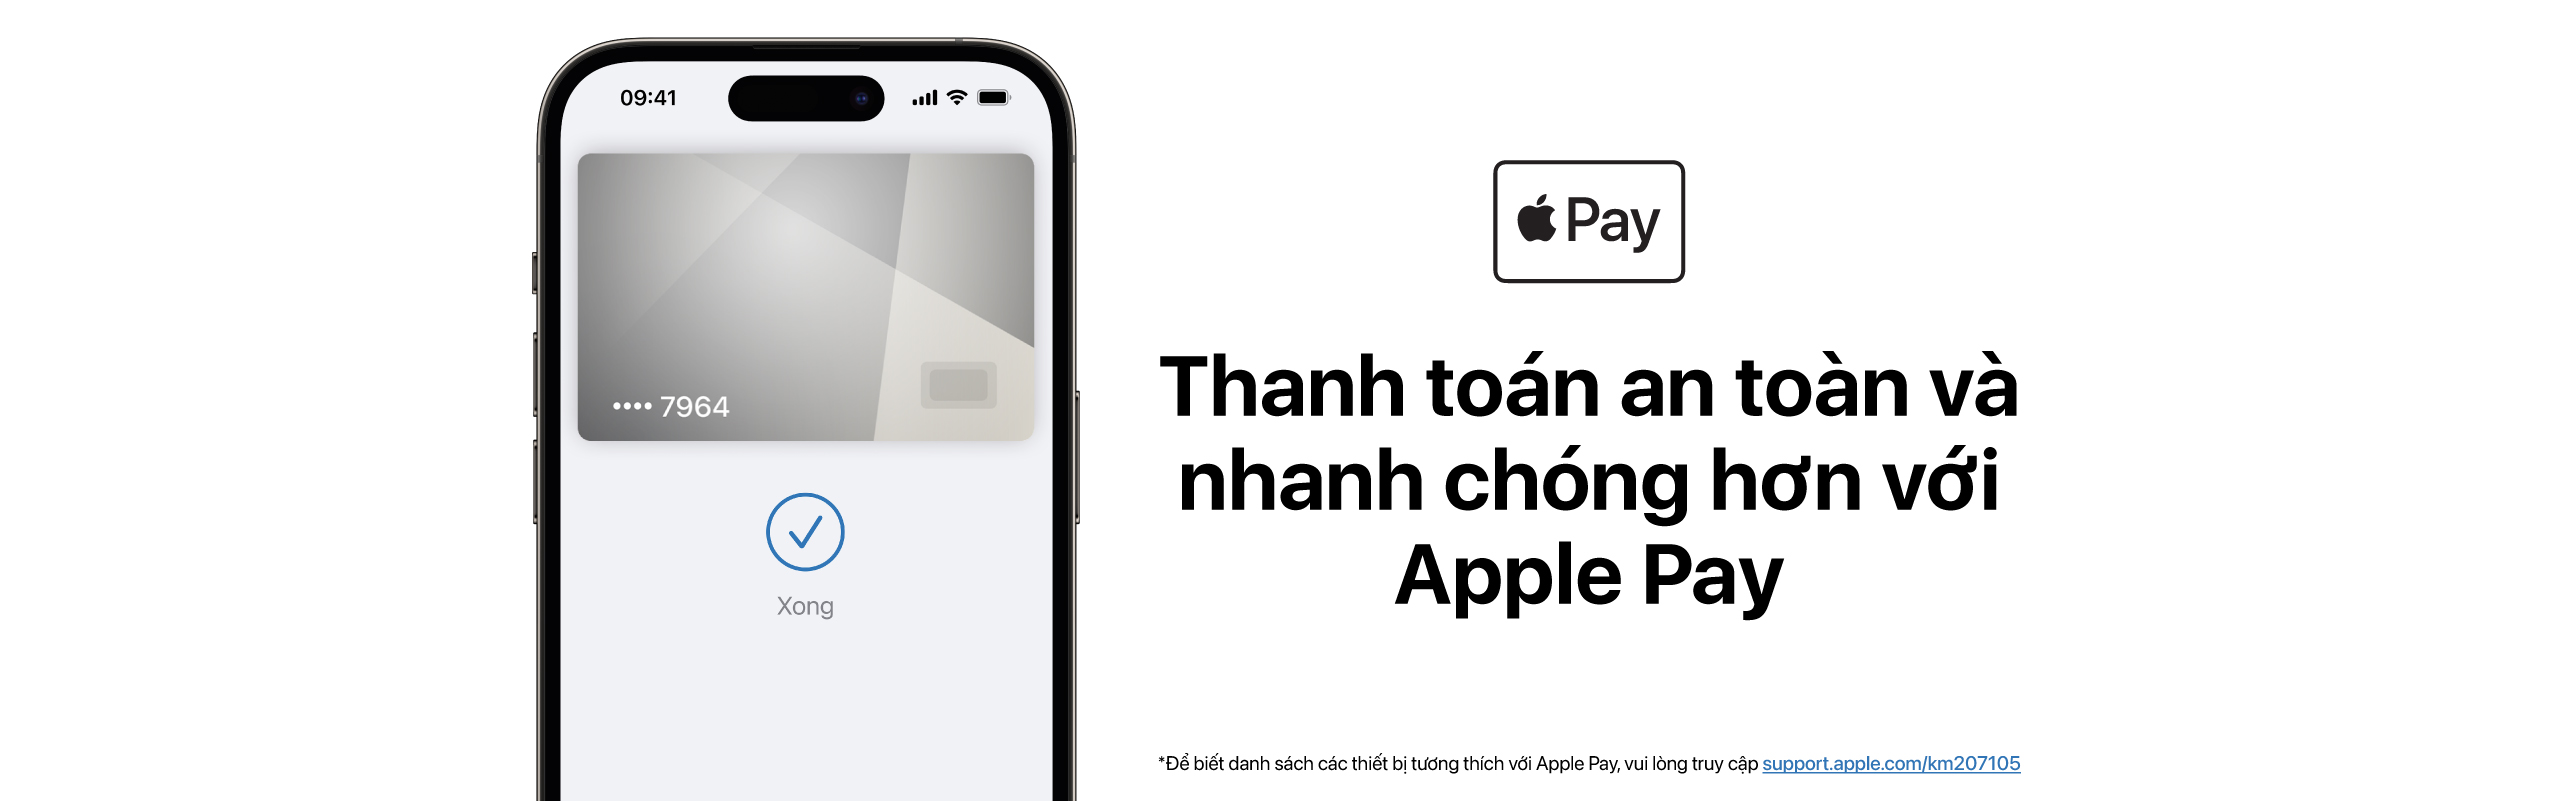 09:41
•••• 7964
Xong
Pay
Thanh toán an toàn và
nhanh chóng hơn với
Apple Pay
*Để biết danh sách các thiết bị tương thích với Apple Pay, vui lòng truy cập support.apple.com/km207105